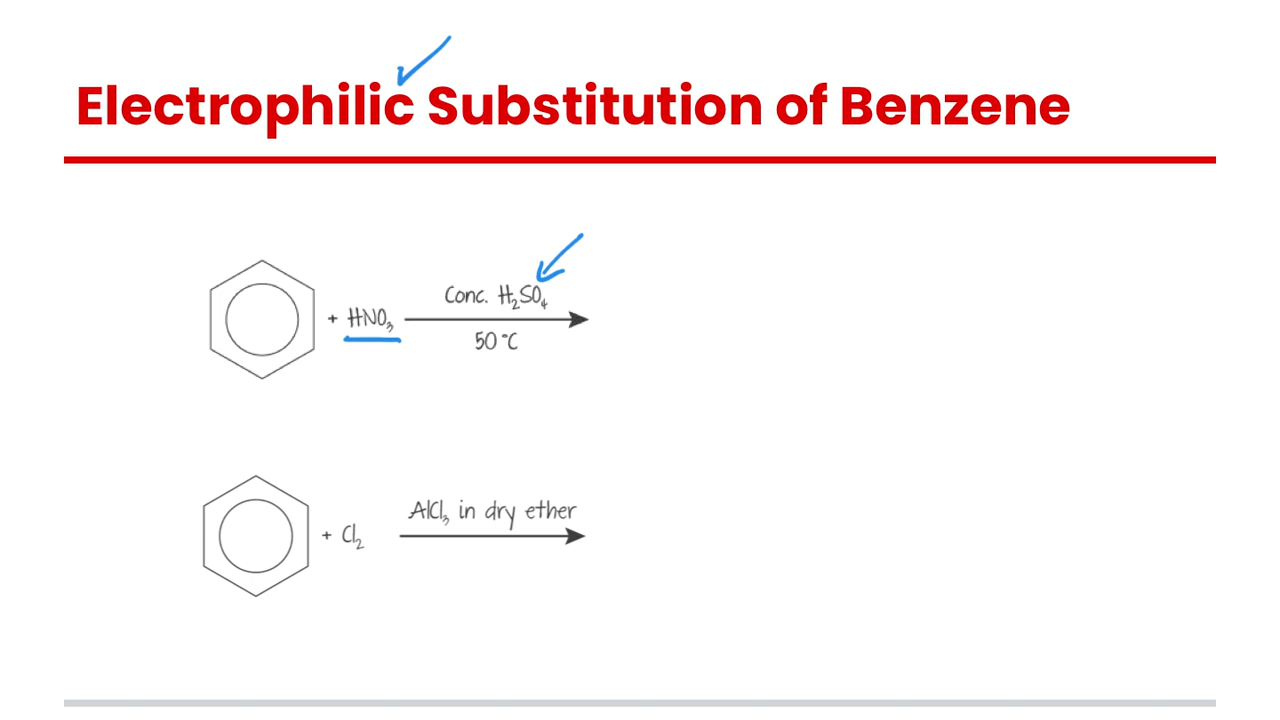 Electrophilic Substitution of Benzene
Conc. H₂SO₄
+ HNO₃
50 °C
AlCl₃ in dry ether
+ Cl₂